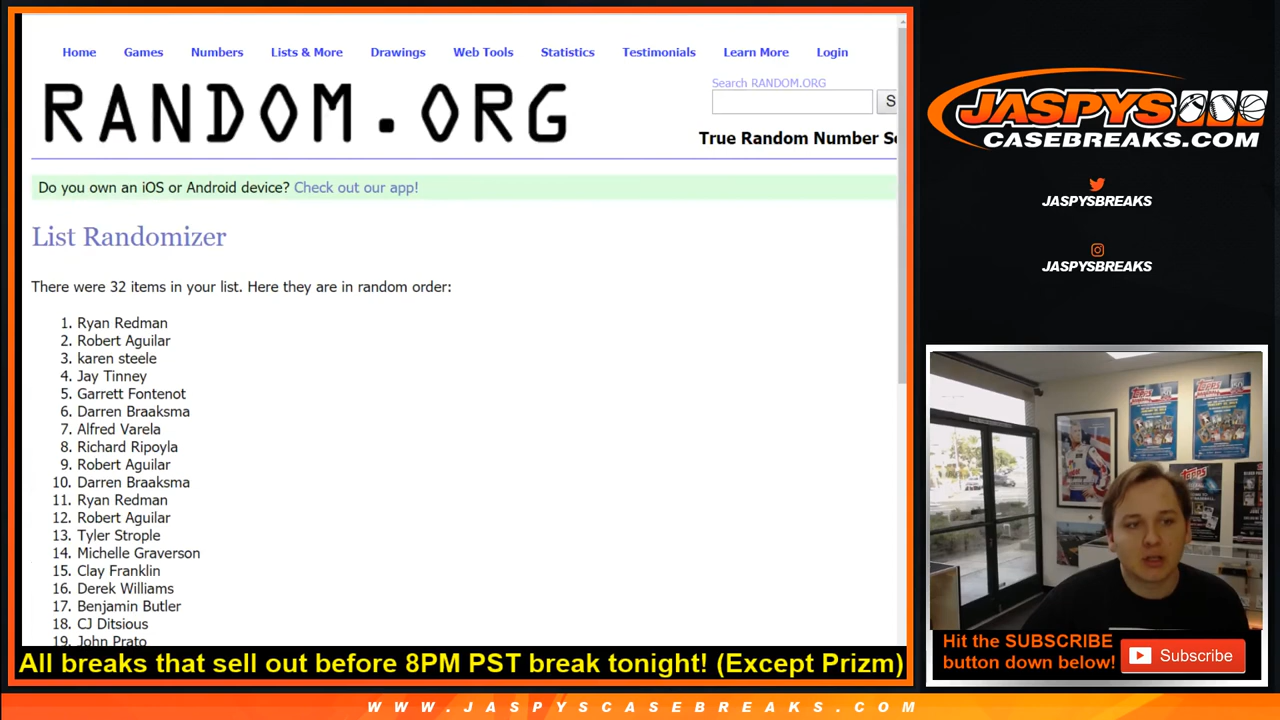 Home Games Numbers Lists & More Drawings Web Tools Statistics Testimonials Learn More Login
Search RANDOM.ORG
RANDOM.ORG
S
True Random Number Se
Do you own an iOS or Android device? Check out our app!
List Randomizer
There were 32 items in your list. Here they are in random order:
1. Ryan Redman
2. Robert Aguilar
3. karen steele
4. Jay Tinney
5. Garrett Fontenot
6. Darren Braaksma
7. Alfred Varela
8. Richard Ripoyla
9. Robert Aguilar
10. Darren Braaksma
11. Ryan Redman
12. Robert Aguilar
13. Tyler Strople
14. Michelle Graverson
15. Clay Franklin
16. Derek Williams
17. Benjamin Butler
18. CJ Ditsious
19. John Prato
All breaks that sell out before 8PM PST break tonight! (Except Prizm)
JASPYS
CASEBREAKS.COM
JASPYSBREAKS
JASPYSBREAKS
Topps
Topps
Topps
Hit the SUBSCRIBE
button down below!
Subscribe
WWW.JASPYSCASEBREAKS.COM